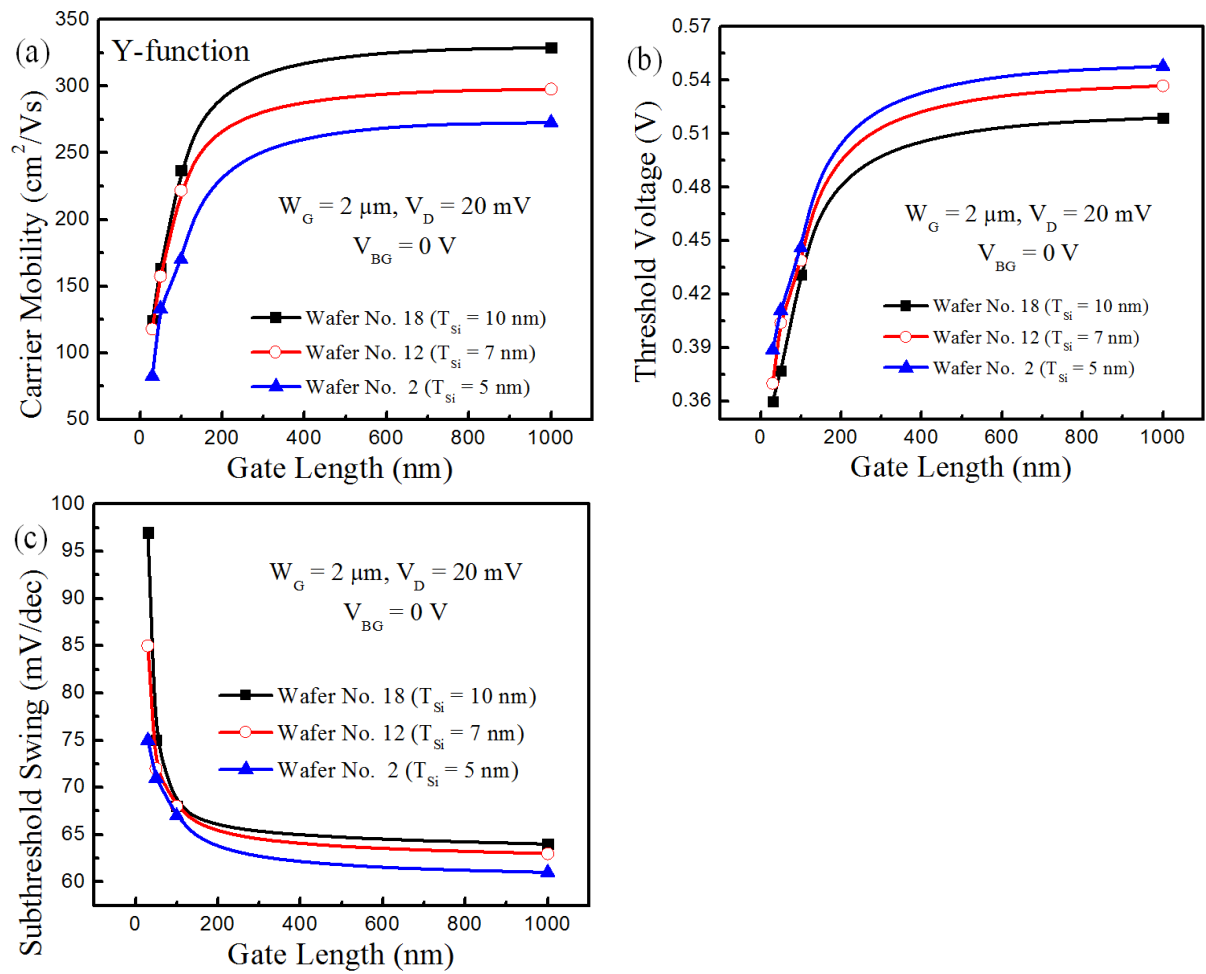 (a)
Y-function
Carrier Mobility (cm²/Vs)
350
300
250
200
150
100
50
W_G = 2 μm, V_D = 20 mV
V_BG = 0 V
Wafer No. 18 (T_Si = 10 nm)
Wafer No. 12 (T_Si = 7 nm)
Wafer No. 2 (T_Si = 5 nm)
0 200 400 600 800 1000
Gate Length (nm)
(b)
Threshold Voltage (V)
0.57
0.54
0.51
0.48
0.45
0.42
0.39
0.36
W_G = 2 μm, V_D = 20 mV
V_BG = 0 V
Wafer No. 18 (T_Si = 10 nm)
Wafer No. 12 (T_Si = 7 nm)
Wafer No. 2 (T_Si = 5 nm)
0 200 400 600 800 1000
Gate Length (nm)
(c)
Subthreshold Swing (mV/dec)
100
95
90
85
80
75
70
65
60
W_G = 2 μm, V_D = 20 mV
V_BG = 0 V
Wafer No. 18 (T_Si = 10 nm)
Wafer No. 12 (T_Si = 7 nm)
Wafer No. 2 (T_Si = 5 nm)
0 200 400 600 800 1000
Gate Length (nm)